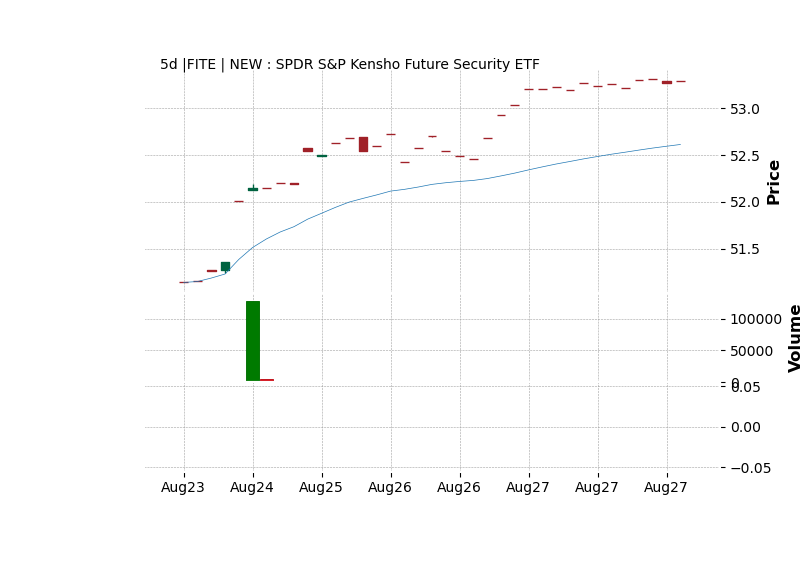 5d |FITE | NEW : SPDR S&P Kensho Future Security ETF
53.0
52.5
52.0
51.5
Price
100000
50000
0
Volume
0.05
0.00
−0.05
Aug23 Aug24 Aug25 Aug26 Aug26 Aug27 Aug27 Aug27